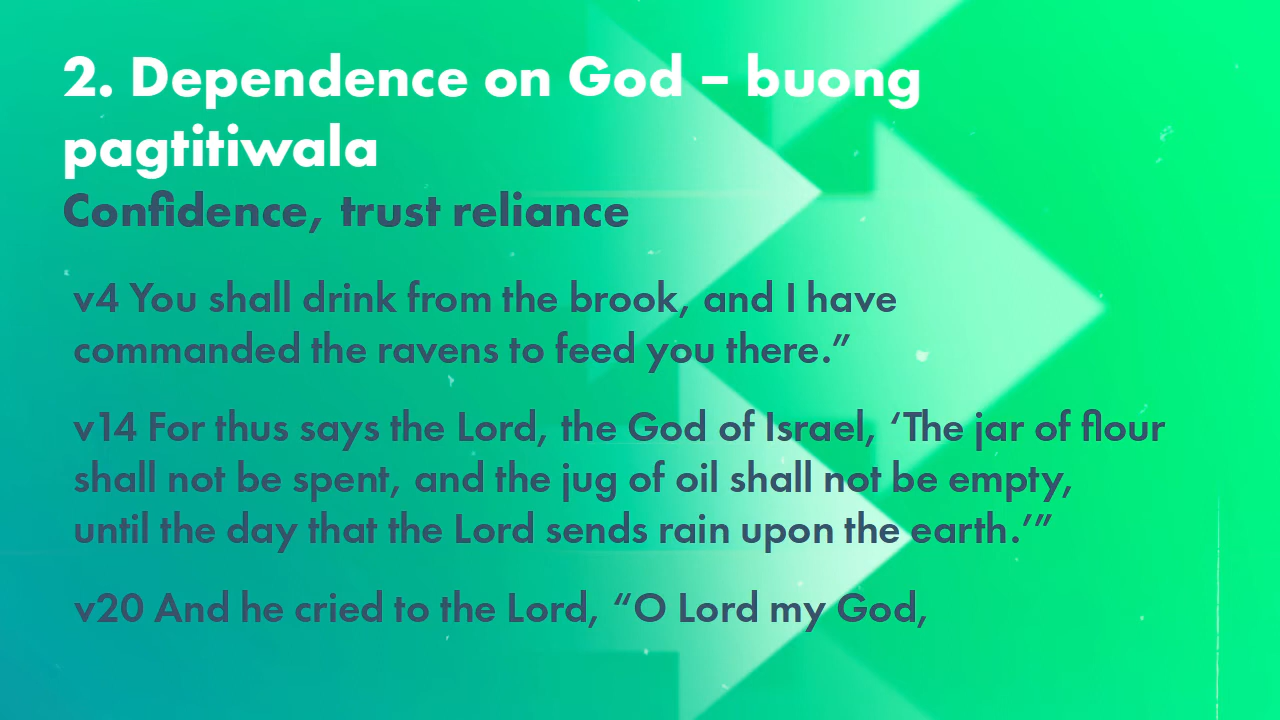 2. Dependence on God – buong
pagtitiwala
Confidence, trust reliance
v4 You shall drink from the brook, and I have
commanded the ravens to feed you there.”
v14 For thus says the Lord, the God of Israel, ‘The jar of flour
shall not be spent, and the jug of oil shall not be empty,
until the day that the Lord sends rain upon the earth.’”
v20 And he cried to the Lord, “O Lord my God,